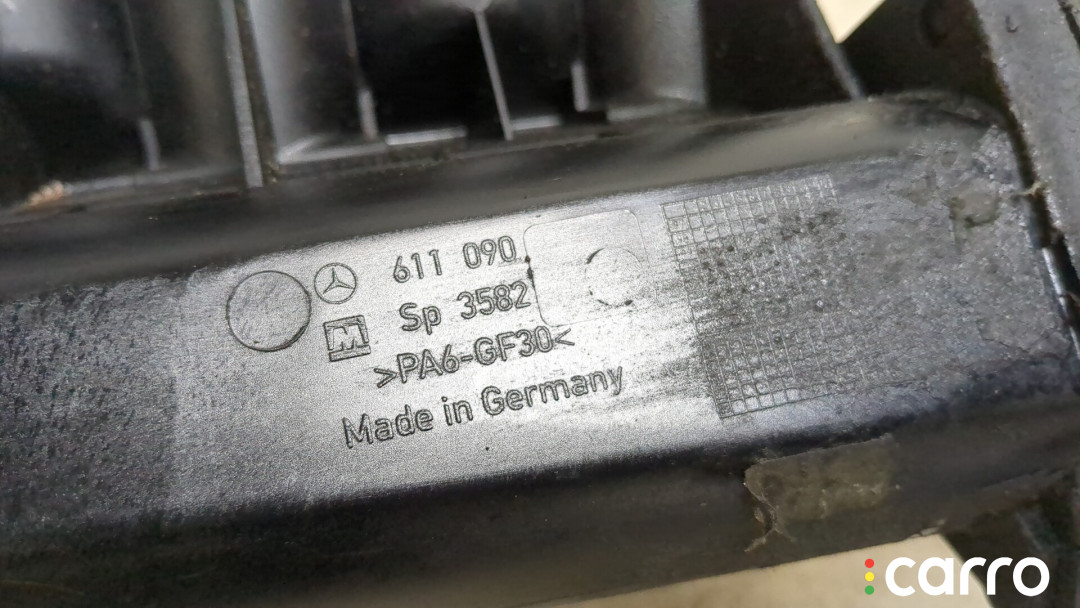 611 090
Sp 3582
>PA6-GF30<
Made in Germany
carro